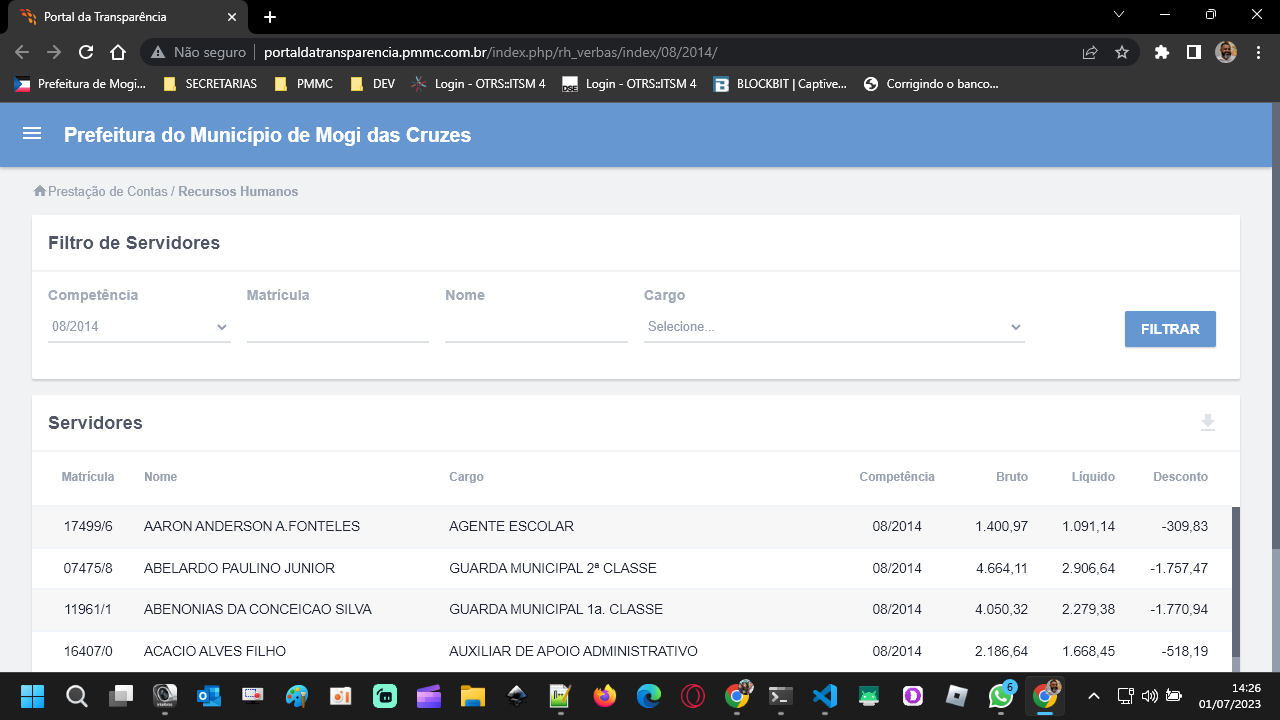 Portal da Transparência
Não seguro
portaldatransparencia.pmmc.com.br/index.php/rh_verbas/index/08/2014/
Prefeitura de Mogi...
SECRETARIAS
PMMC
DEV
Login - OTRS::ITSM 4
DSE
Login - OTRS::ITSM 4
B
BLOCKBIT | Captive...
Corrigindo o banco...
Prefeitura do Município de Mogi das Cruzes
Prestação de Contas / Recursos Humanos
Filtro de Servidores
Competência Matrícula Nome Cargo
08/2014 Selecione... FILTRAR
Servidores
Matrícula Nome Cargo Competência Bruto Líquido Desconto
17499/6 AARON ANDERSON A.FONTELES AGENTE ESCOLAR 08/2014 1.400,97 1.091,14 -309,83
07475/8 ABELARDO PAULINO JUNIOR GUARDA MUNICIPAL 2ª CLASSE 08/2014 4.664,11 2.906,64 -1.757,47
11961/1 ABENONIAS DA CONCEICAO SILVA GUARDA MUNICIPAL 1a. CLASSE 08/2014 4.050,32 2.279,38 -1.770,94
16407/0 ACACIO ALVES FILHO AUXILIAR DE APOIO ADMINISTRATIVO 08/2014 2.186,64 1.668,45 -518,19
6
14:26
01/07/2023